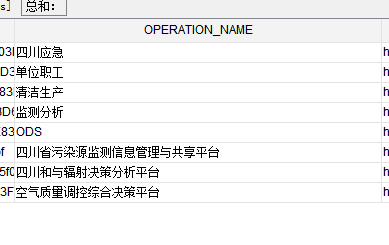 s] 总和:
OPERATION_NAME
03 四川应急 h
D3 单位职工 h
83 清洁生产 h
8D6 监测分析 h
E83 ODS h
f 四川省污染源监测信息管理与共享平台 h
5f0 四川和与辐射决策分析平台 h
3F 空气质量调控综合决策平台 h